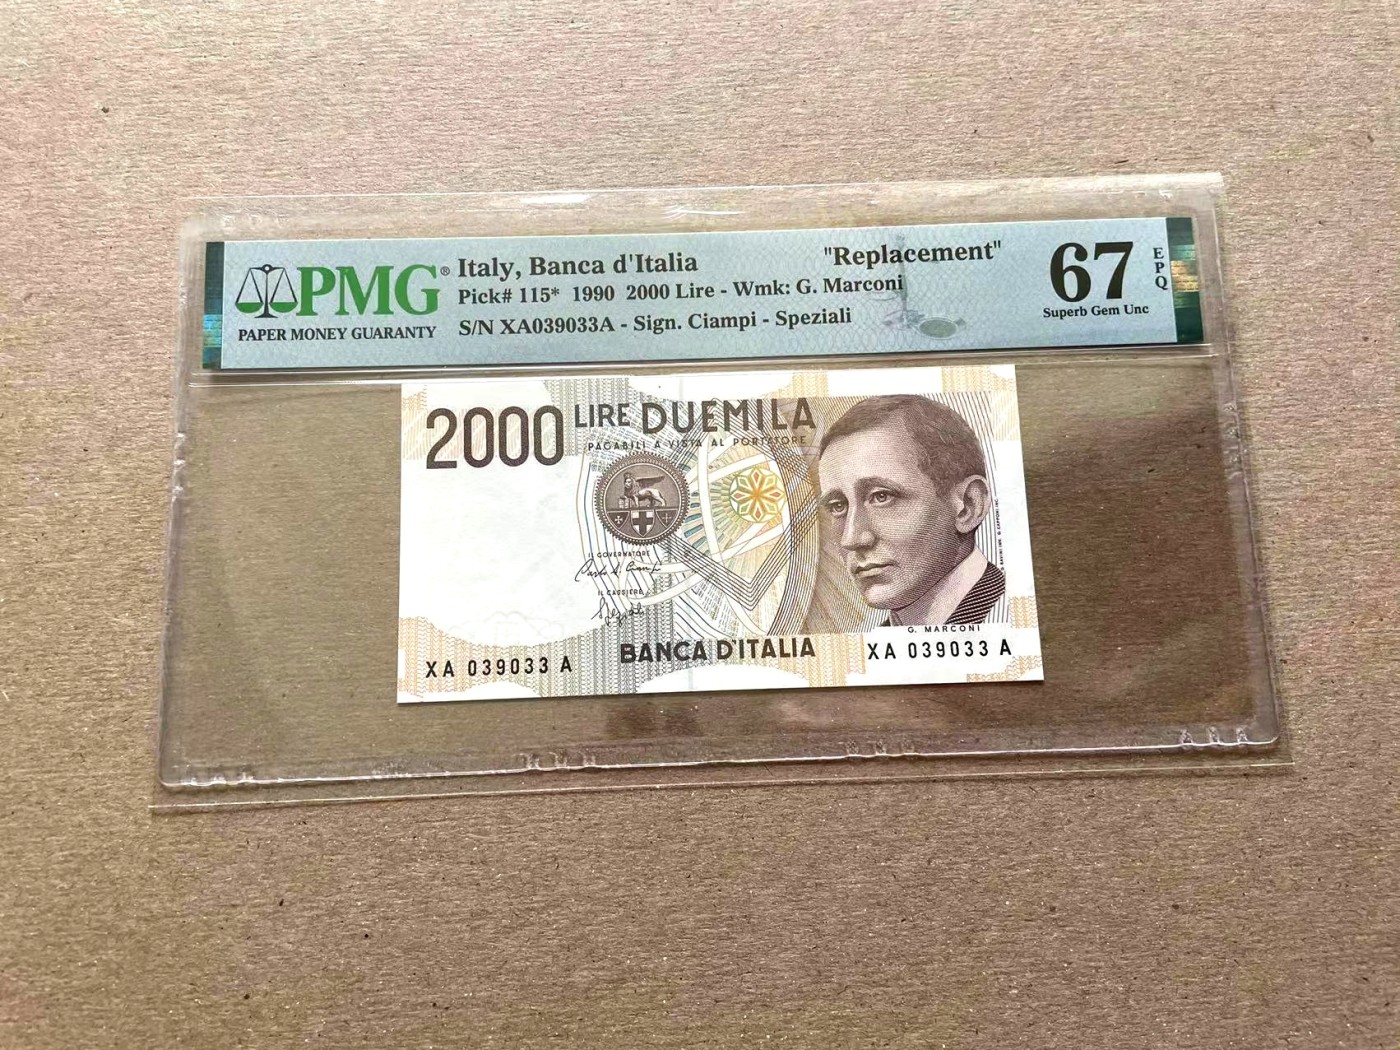 PMG®
PAPER MONEY GUARANTY
Italy, Banca d'Italia
"Replacement"
Pick# 115* 1990 2000 Lire - Wmk: G. Marconi
S/N XA039033A - Sign. Ciampi - Speziali
67
EPQ
Superb Gem Unc
2000 LIRE DUEMILA
PAGABILI A VISTA AL PORTATORE
IL GOVERNATORE
IL CASSIERE
G. MARCONI
BANCA D'ITALIA
XA 039033 A
XA 039033 A